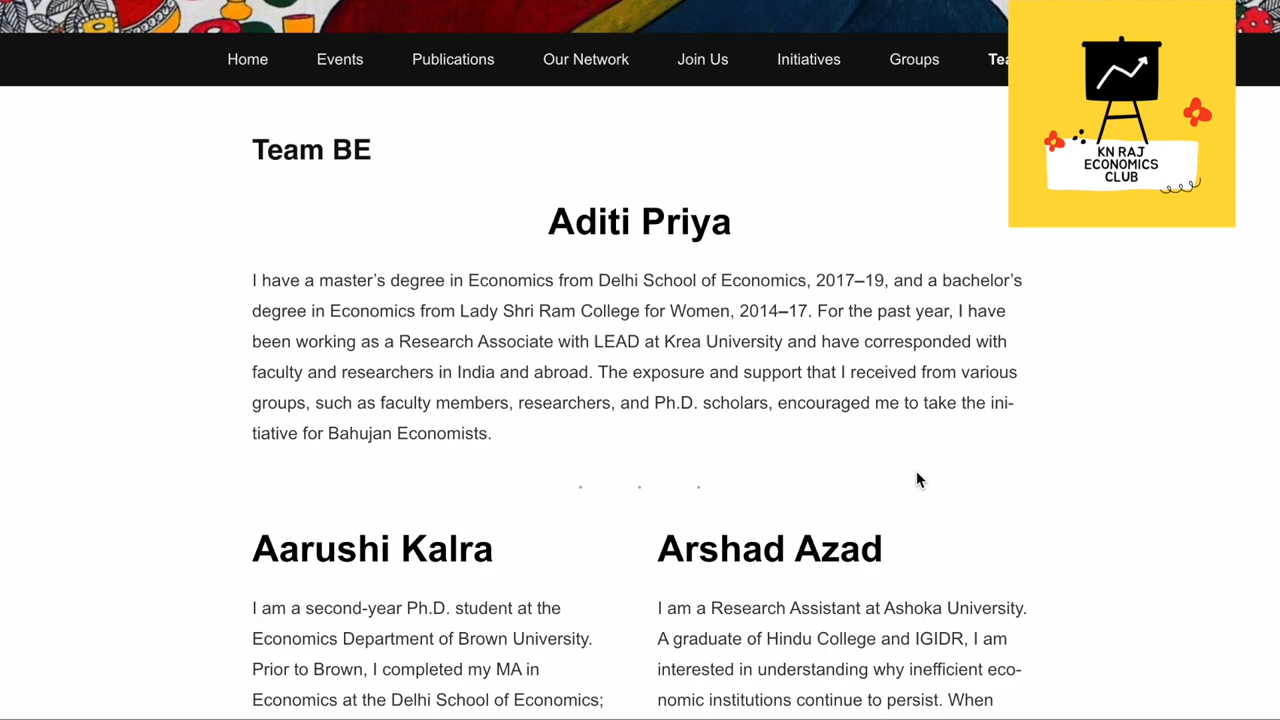 Home Events Publications Our Network Join Us Initiatives Groups
KN RAJ
ECONOMICS
CLUB
Team BE
Aditi Priya
I have a master’s degree in Economics from Delhi School of Economics, 2017–19, and a bachelor’s
degree in Economics from Lady Shri Ram College for Women, 2014–17. For the past year, I have
been working as a Research Associate with LEAD at Krea University and have corresponded with
faculty and researchers in India and abroad. The exposure and support that I received from various
groups, such as faculty members, researchers, and Ph.D. scholars, encouraged me to take the ini-
tiative for Bahujan Economists.
Aarushi Kalra
I am a second-year Ph.D. student at the
Economics Department of Brown University.
Prior to Brown, I completed my MA in
Economics at the Delhi School of Economics;
Arshad Azad
I am a Research Assistant at Ashoka University.
A graduate of Hindu College and IGIDR, I am
interested in understanding why inefficient eco-
nomic institutions continue to persist. When